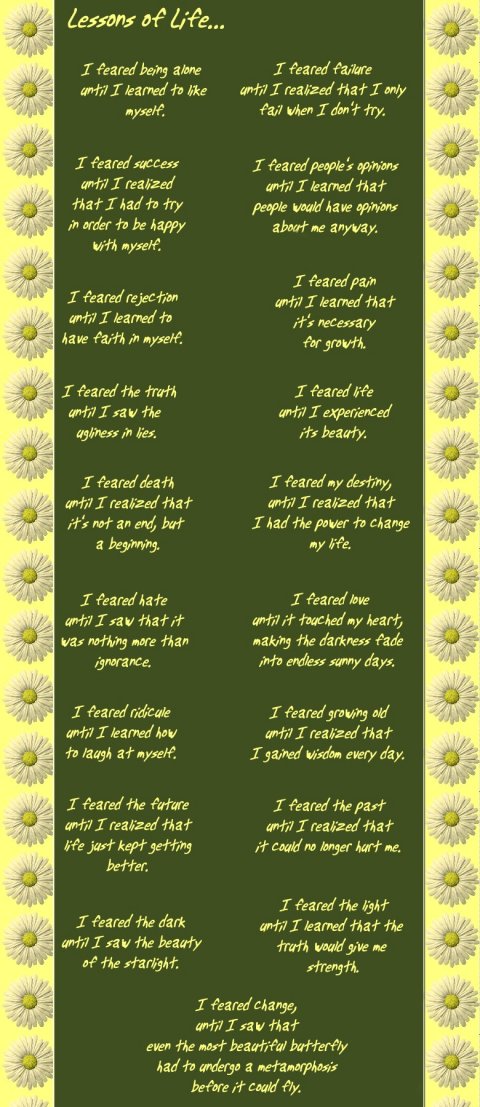 Lessons of Life...
I feared being alone
until I learned to like
myself.
I feared failure
until I realized that I only
fail when I don't try.
I feared success
until I realized
that I had to try
in order to be happy
with myself.
I feared people's opinions
until I learned that
people would have opinions
about me anyway.
I feared rejection
until I learned to
have faith in myself.
I feared pain
until I learned that
it's necessary
for growth.
I feared the truth
until I saw the
ugliness in lies.
I feared life
until I experienced
its beauty.
I feared death
until I realized that
it's not an end, but
a beginning.
I feared my destiny,
until I realized that
I had the power to change
my life.
I feared hate
until I saw that it
was nothing more than
ignorance.
I feared love
until it touched my heart,
making the darkness fade
into endless sunny days.
I feared ridicule
until I learned how
to laugh at myself.
I feared growing old
until I realized that
I gained wisdom every day.
I feared the future
until I realized that
life just kept getting
better.
I feared the past
until I realized that
it could no longer hurt me.
I feared the dark
until I saw the beauty
of the starlight.
I feared the light
until I learned that the
truth would give me
strength.
I feared change,
until I saw that
even the most beautiful butterfly
had to undergo a metamorphosis
before it could fly.